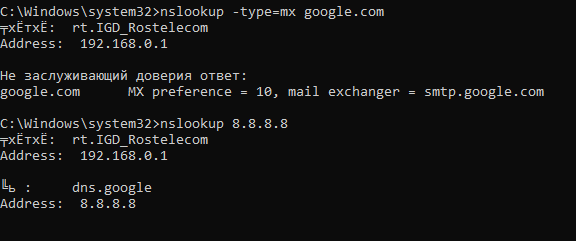 C:\Windows\system32>nslookup -type=mx google.com
╤хЁтхЁ:  rt.IGD_Rostelecom
Address:  192.168.0.1
Не заслуживающий доверия ответ:
google.com      MX preference = 10, mail exchanger = smtp.google.com
C:\Windows\system32>nslookup 8.8.8.8
╤хЁтхЁ:  rt.IGD_Rostelecom
Address:  192.168.0.1
╚ь :     dns.google
Address:  8.8.8.8